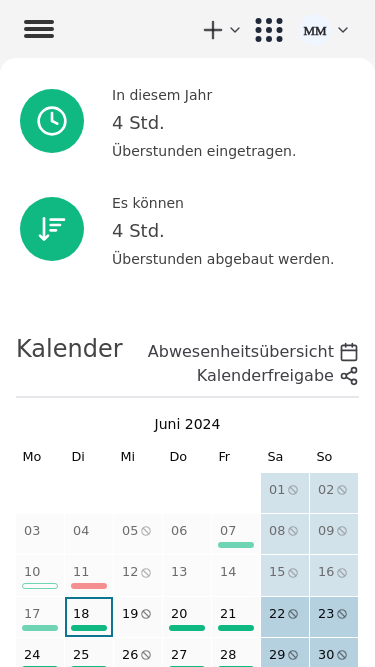 MM
In diesem Jahr
4 Std.
Überstunden eingetragen.
Es können
4 Std.
Überstunden abgebaut werden.
Kalender
Abwesenheitsübersicht
Kalenderfreigabe
Juni 2024
Mo Di Mi Do Fr Sa So
01 02
03 04 05 06 07 08 09
10 11 12 13 14 15 16
17 18 19 20 21 22 23
24 25 26 27 28 29 30